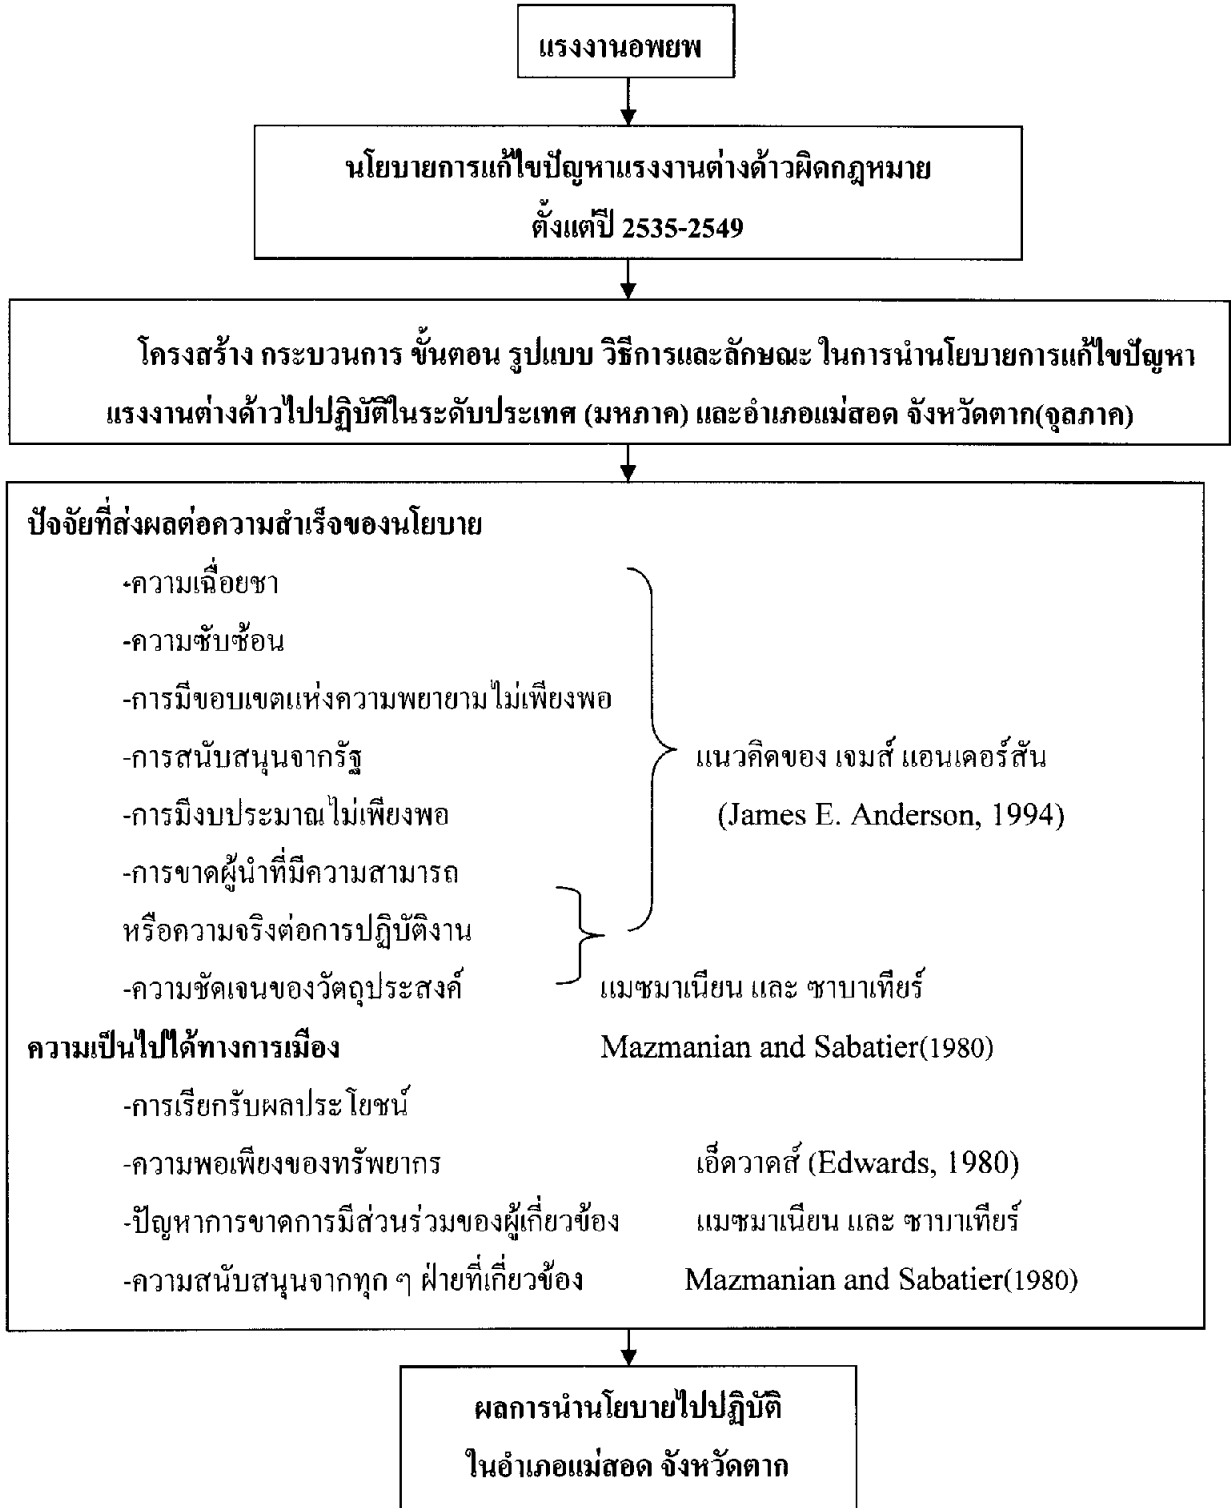 แรงงานอพยพ
นโยบายการแก้ไขปัญหาแรงงานต่างด้าวผิดกฎหมาย
ตั้งแต่ปี 2535-2549
โครงสร้าง กระบวนการ ขั้นตอน รูปแบบ วิธีการและลักษณะ ในการนำนโยบายการแก้ไขปัญหา
แรงงานต่างด้าวไปปฏิบัติในระดับประเทศ (มหภาค) และอำเภอแม่สอด จังหวัดตาก(จุลภาค)
ปัจจัยที่ส่งผลต่อความสำเร็จของนโยบาย
-ความเฉื่อยชา
-ความซับซ้อน
-การมีขอบเขตแห่งความพยายามไม่เพียงพอ
-การสนับสนุนจากรัฐ แนวคิดของ เจมส์ แอนเดอร์สัน
-การมีงบประมาณไม่เพียงพอ (James E. Anderson, 1994)
-การขาดผู้นำที่มีความสามารถ
หรือความจริงต่อการปฏิบัติงาน
-ความชัดเจนของวัตถุประสงค์ แมซมาเนียน และ ซาบาเทียร์
ความเป็นไปได้ทางการเมือง Mazmanian and Sabatier(1980)
-การเรียกรับผลประโยชน์
-ความพอเพียงของทรัพยากร เอ็ดวาดส์ (Edwards, 1980)
-ปัญหาการขาดการมีส่วนร่วมของผู้เกี่ยวข้อง แมซมาเนียน และ ซาบาเทียร์
-ความสนับสนุนจากทุก ๆ ฝ่ายที่เกี่ยวข้อง Mazmanian and Sabatier(1980)
ผลการนำนโยบายไปปฏิบัติ
ในอำเภอแม่สอด จังหวัดตาก